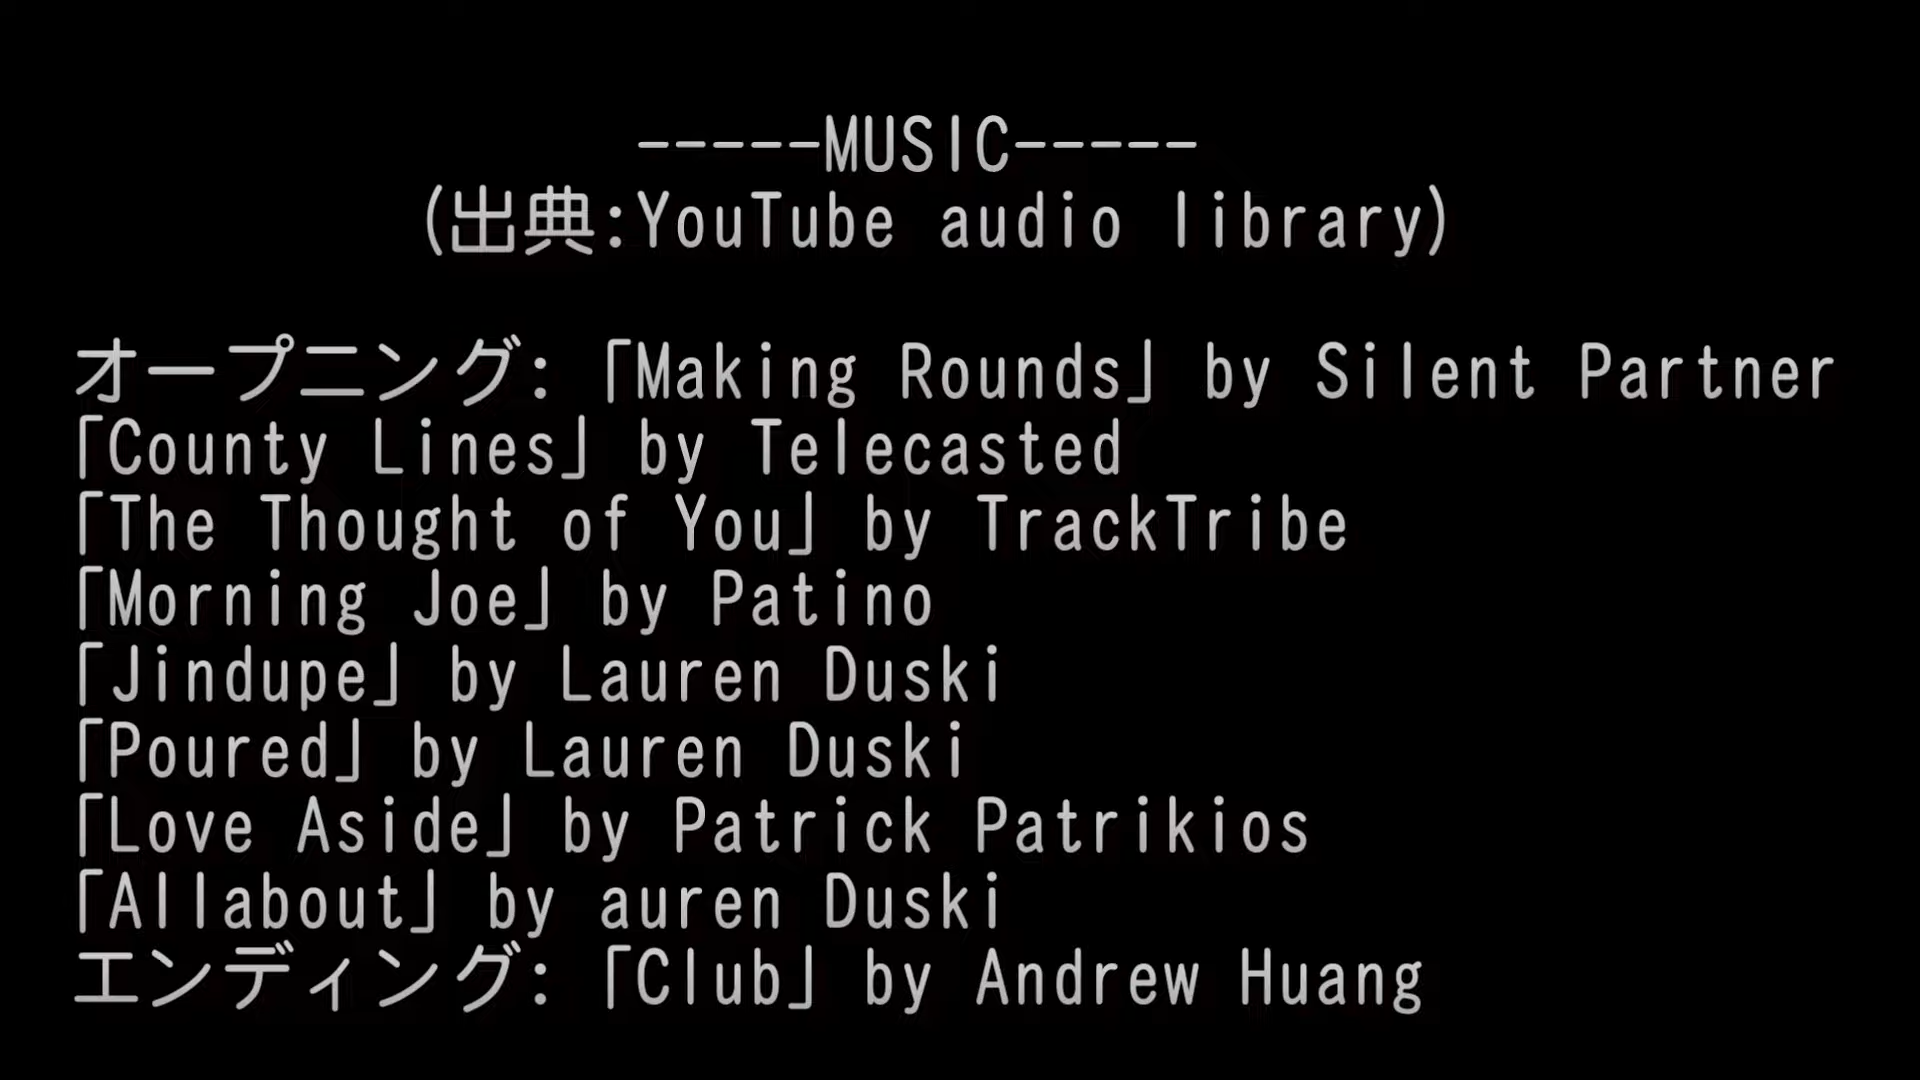 -----MUSIC-----
(出典:YouTube audio library)
オープニング:「Making Rounds」 by Silent Partner
「County Lines」 by Telecasted
「The Thought of You」 by TrackTribe
「Morning Joe」 by Patino
「Jindupe」 by Lauren Duski
「Poured」 by Lauren Duski
「Love Aside」 by Patrick Patrikios
「Allabout」 by auren Duski
エンディング:「Club」 by Andrew Huang